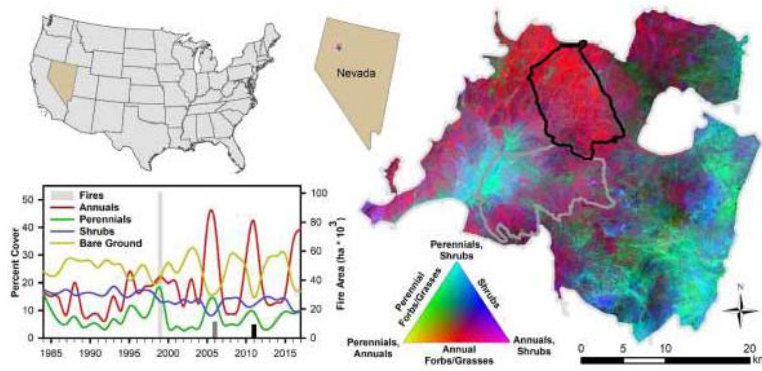 Nevada
Fires
Annuals
Perennials
Shrubs
Bare Ground
Percent Cover
50
40
30
20
10
0
Fire Area (ha * 10³)
100
80
60
40
20
0
1985 1990 1995 2000 2005 2010 2015
Perennials,
Shrubs
Perennial
Forbs/Grasses
Shrubs
Perennials,
Annuals
Annual
Forbs/Grasses
Annuals,
Shrubs
N
0 5 10 20
km